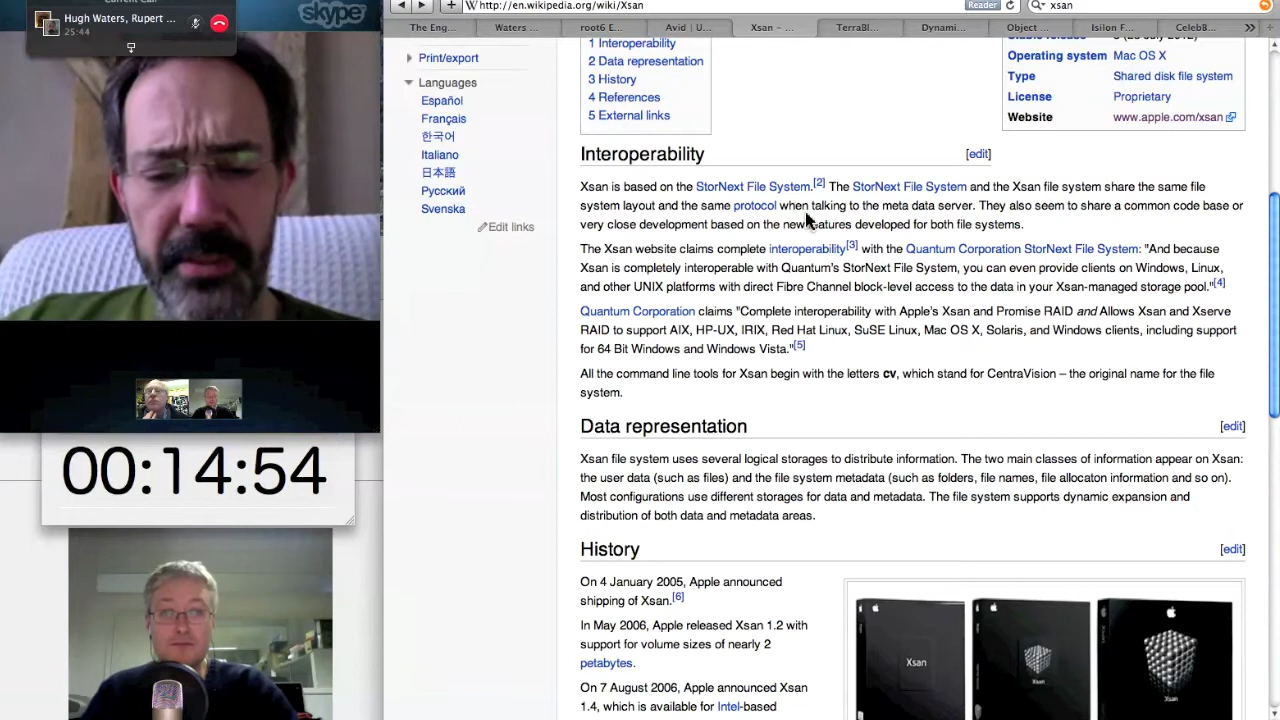 Current Call
skype
Hugh Waters, Rupert ...
25:44
00:14:54
http://en.wikipedia.org/wiki/Xsan
Reader
xsan
The Eng...
Waters ...
root6 E...
Avid | U...
Xsan – ...
TerraBl...
Dynami...
Object ...
Isilon F...
CelebB...
Print/export
Languages
Español
Français
한국어
Italiano
日本語
Русский
Svenska
Edit links
1 Interoperability
2 Data representation
3 History
4 References
5 External links
Operating system Mac OS X
Type Shared disk file system
License Proprietary
Website www.apple.com/xsan
Interoperability [edit]
Xsan is based on the StorNext File System.[2] The StorNext File System and the Xsan file system share the same file
system layout and the same protocol when talking to the meta data server. They also seem to share a common code base or
very close development based on the new features developed for both file systems.
The Xsan website claims complete interoperability[3] with the Quantum Corporation StorNext File System: "And because
Xsan is completely interoperable with Quantum's StorNext File System, you can even provide clients on Windows, Linux,
and other UNIX platforms with direct Fibre Channel block-level access to the data in your Xsan-managed storage pool."[4]
Quantum Corporation claims "Complete interoperability with Apple's Xsan and Promise RAID and Allows Xsan and Xserve
RAID to support AIX, HP-UX, IRIX, Red Hat Linux, SuSE Linux, Mac OS X, Solaris, and Windows clients, including support
for 64 Bit Windows and Windows Vista."[5]
All the command line tools for Xsan begin with the letters cv, which stand for CentraVision – the original name for the file
system.
Data representation [edit]
Xsan file system uses several logical storages to distribute information. The two main classes of information appear on Xsan:
the user data (such as files) and the file system metadata (such as folders, file names, file allocaton information and so on).
Most configurations use different storages for data and metadata. The file system supports dynamic expansion and
distribution of both data and metadata areas.
History [edit]
On 4 January 2005, Apple announced
shipping of Xsan.[6]
In May 2006, Apple released Xsan 1.2 with
support for volume sizes of nearly 2
petabytes.
On 7 August 2006, Apple announced Xsan
1.4, which is available for Intel-based
Xsan
Xsan
Xsan